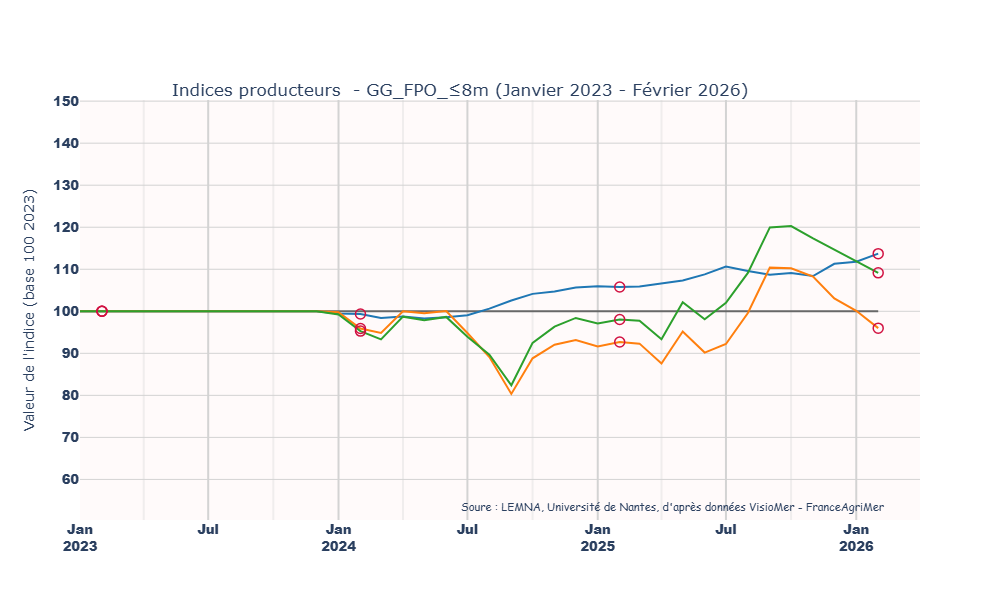 Indices producteurs - GG_FPO_≤8m (Janvier 2023 - Février 2026)
Valeur de l'indice (base 100 2023)
150
140
130
120
110
100
90
80
70
60
Soure : LEMNA, Université de Nantes, d'après données VisioMer - FranceAgriMer
Jan Jul Jan Jul Jan Jul Jan
2023 2024 2025 2026